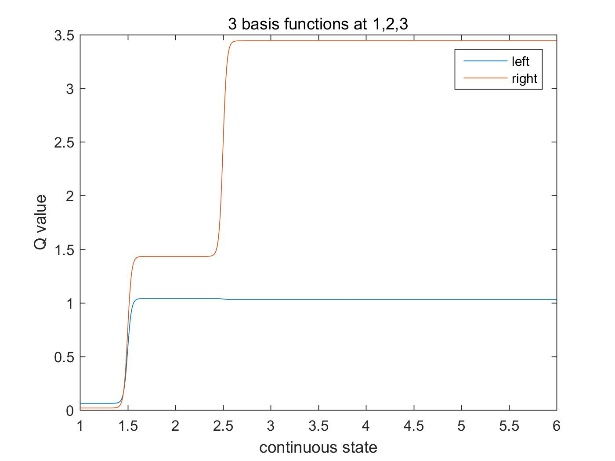 3 basis functions at 1,2,3
3.5
3
2.5
2
1.5
1
0.5
0
Q value
left
right
1 1.5 2 2.5 3 3.5 4 4.5 5 5.5 6
continuous state